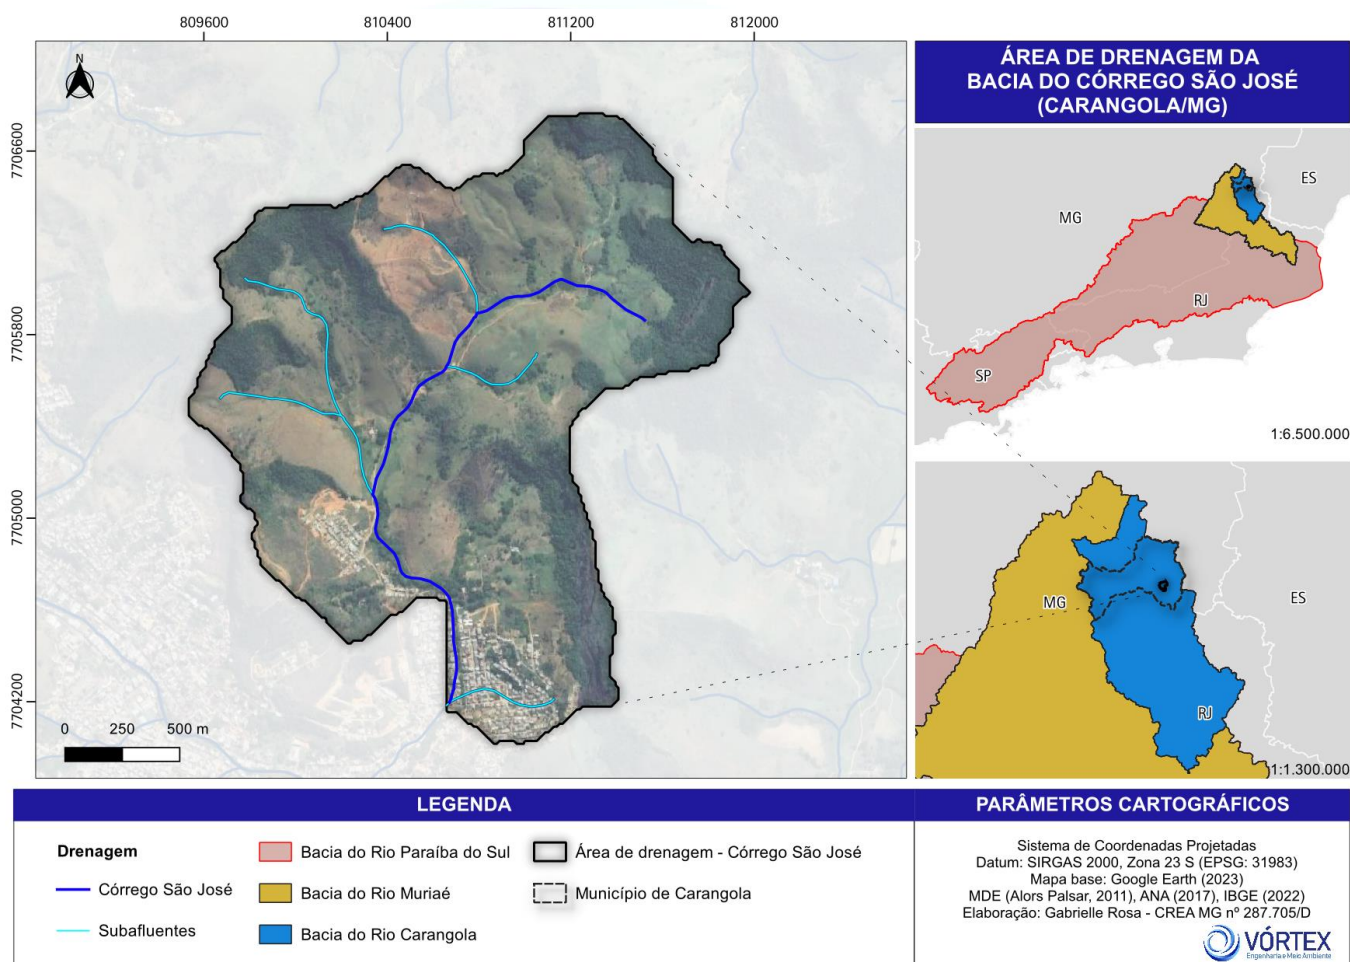 809600
810400
811200
812000
N
7706600
7705800
7705000
7704200
0 250 500 m
ÁREA DE DRENAGEM DA
BACIA DO CÓRREGO SÃO JOSÉ
(CARANGOLA/MG)
ES
MG
RJ
SP
1:6.500.000
MG
ES
RJ
1:1.300.000
LEGENDA
Drenagem
Córrego São José
Subafluentes
Bacia do Rio Paraíba do Sul
Bacia do Rio Muriaé
Bacia do Rio Carangola
Área de drenagem - Córrego São José
Município de Carangola
PARÂMETROS CARTOGRÁFICOS
Sistema de Coordenadas Projetadas
Datum: SIRGAS 2000, Zona 23 S (EPSG: 31983)
Mapa base: Google Earth (2023)
MDE (Alors Palsar, 2011), ANA (2017), IBGE (2022)
Elaboração: Gabrielle Rosa - CREA MG nº 287.705/D
VÓRTEX
Engenharia e Meio Ambiente